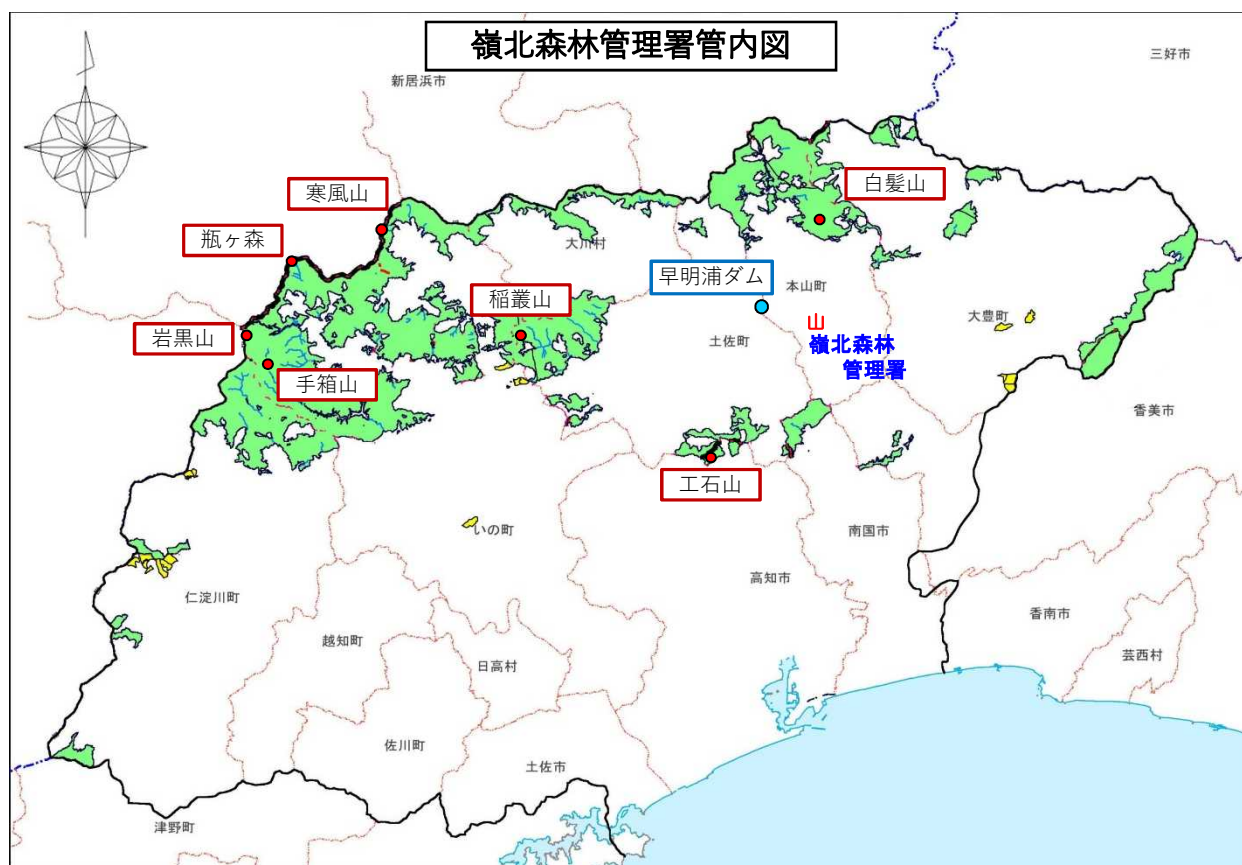 嶺北森林管理署管内図
三好市
新居浜市
寒風山
白髪山
瓶ヶ森
大川村
早明浦ダム
本山町
稲叢山
大豊町
岩黒山
土佐町
山
嶺北森林
管理署
手箱山
香美市
工石山
いの町
南国市
高知市
仁淀川町
香南市
越知町
日高村
芸西村
佐川町
土佐市
津野町